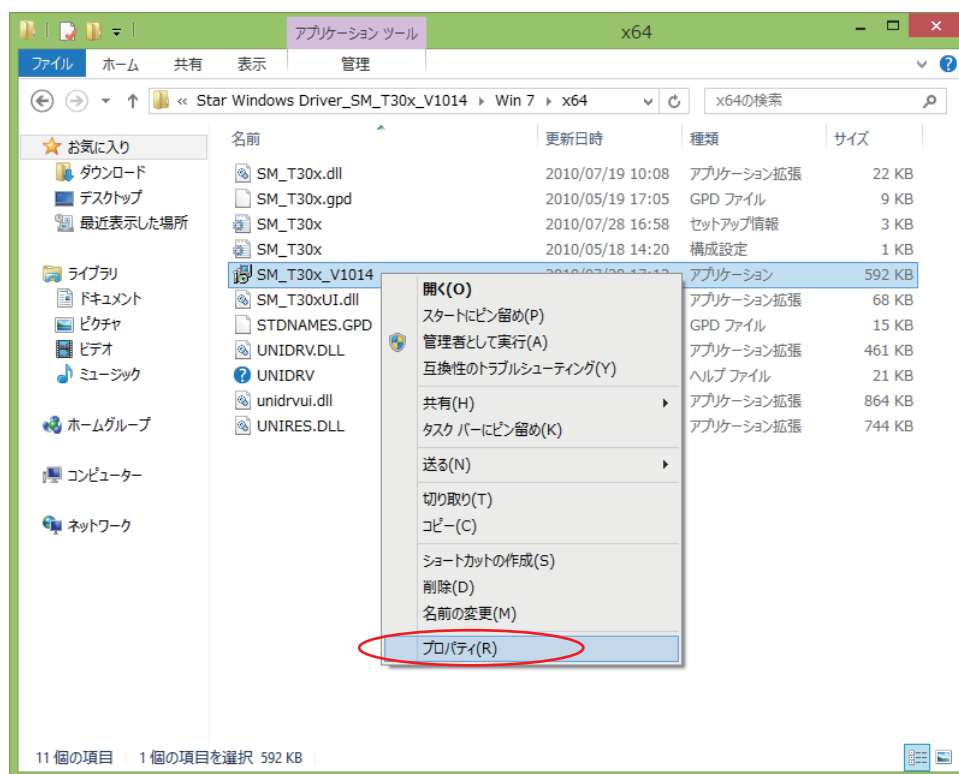 アプリケーション ツール
x64
ファイル ホーム 共有 表示 管理
« Star Windows Driver_SM_T30x_V1014 Win 7 x64
x64の検索
お気に入り
ダウンロード
デスクトップ
最近表示した場所
ライブラリ
ドキュメント
ピクチャ
ビデオ
ミュージック
ホームグループ
コンピューター
ネットワーク
名前 更新日時 種類 サイズ
SM_T30x.dll 2010/07/19 10:08 アプリケーション拡張 22 KB
SM_T30x.gpd 2010/05/19 17:05 GPD ファイル 9 KB
SM_T30x 2010/07/28 16:58 セットアップ情報 3 KB
SM_T30x 2010/05/18 14:20 構成設定 1 KB
SM_T30x_V1014 アプリケーション 592 KB
SM_T30xUI.dll アプリケーション拡張 68 KB
STDNAMES.GPD GPD ファイル 15 KB
UNIDRV.DLL アプリケーション拡張 461 KB
UNIDRV ヘルプ ファイル 21 KB
unidrvui.dll アプリケーション拡張 864 KB
UNIRES.DLL アプリケーション拡張 744 KB
開く(O)
スタートにピン留め(P)
管理者として実行(A)
互換性のトラブルシューティング(Y)
共有(H)
タスク バーにピン留め(K)
送る(N)
切り取り(T)
コピー(C)
ショートカットの作成(S)
削除(D)
名前の変更(M)
プロパティ(R)
11 個の項目 1 個の項目を選択 592 KB